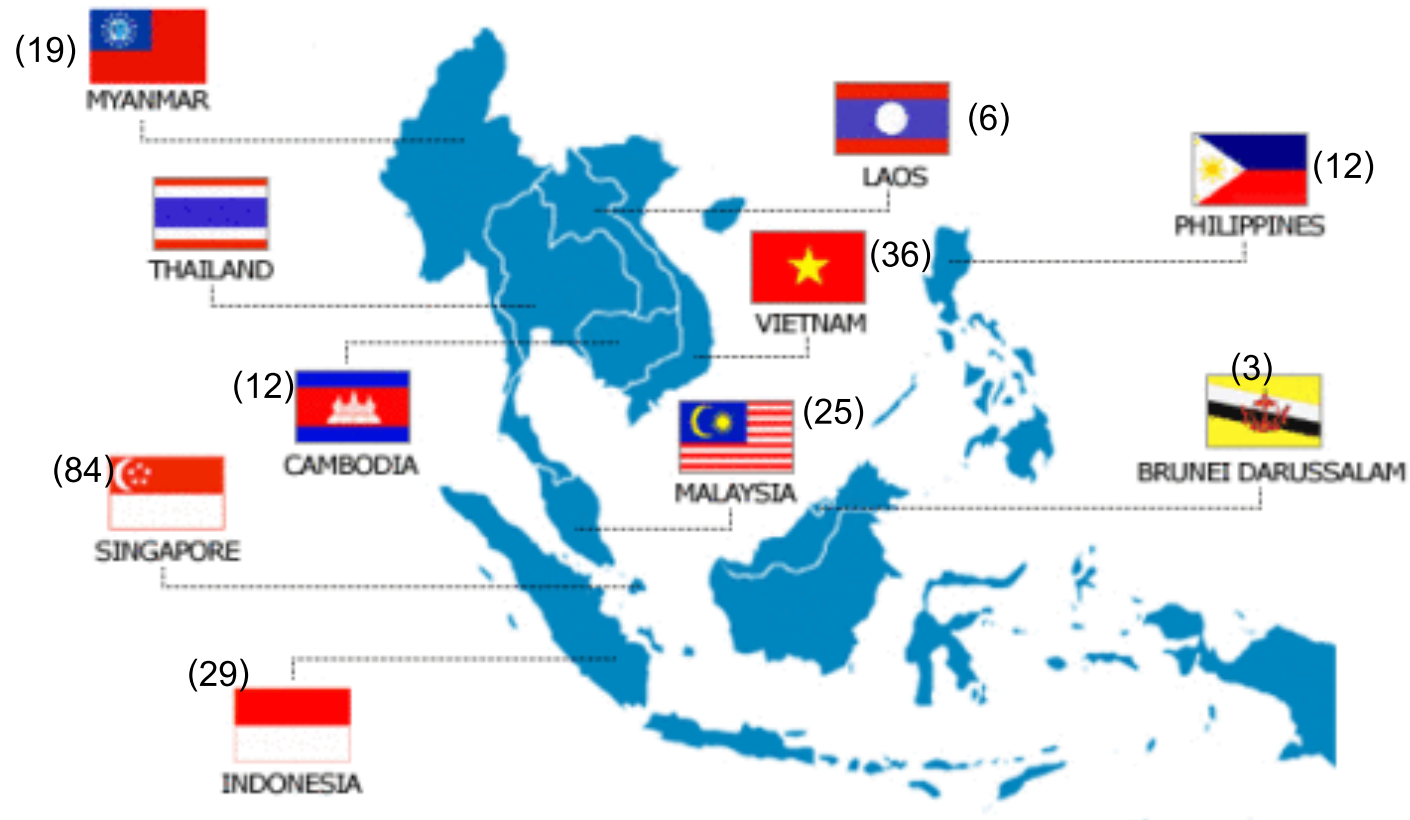 (19)
MYANMAR
THAILAND
(12)
CAMBODIA
(84)
SINGAPORE
(29)
INDONESIA
(6)
LAOS
(36)
VIETNAM
(25)
MALAYSIA
(12)
PHILIPPINES
(3)
BRUNEI DARUSSALAM